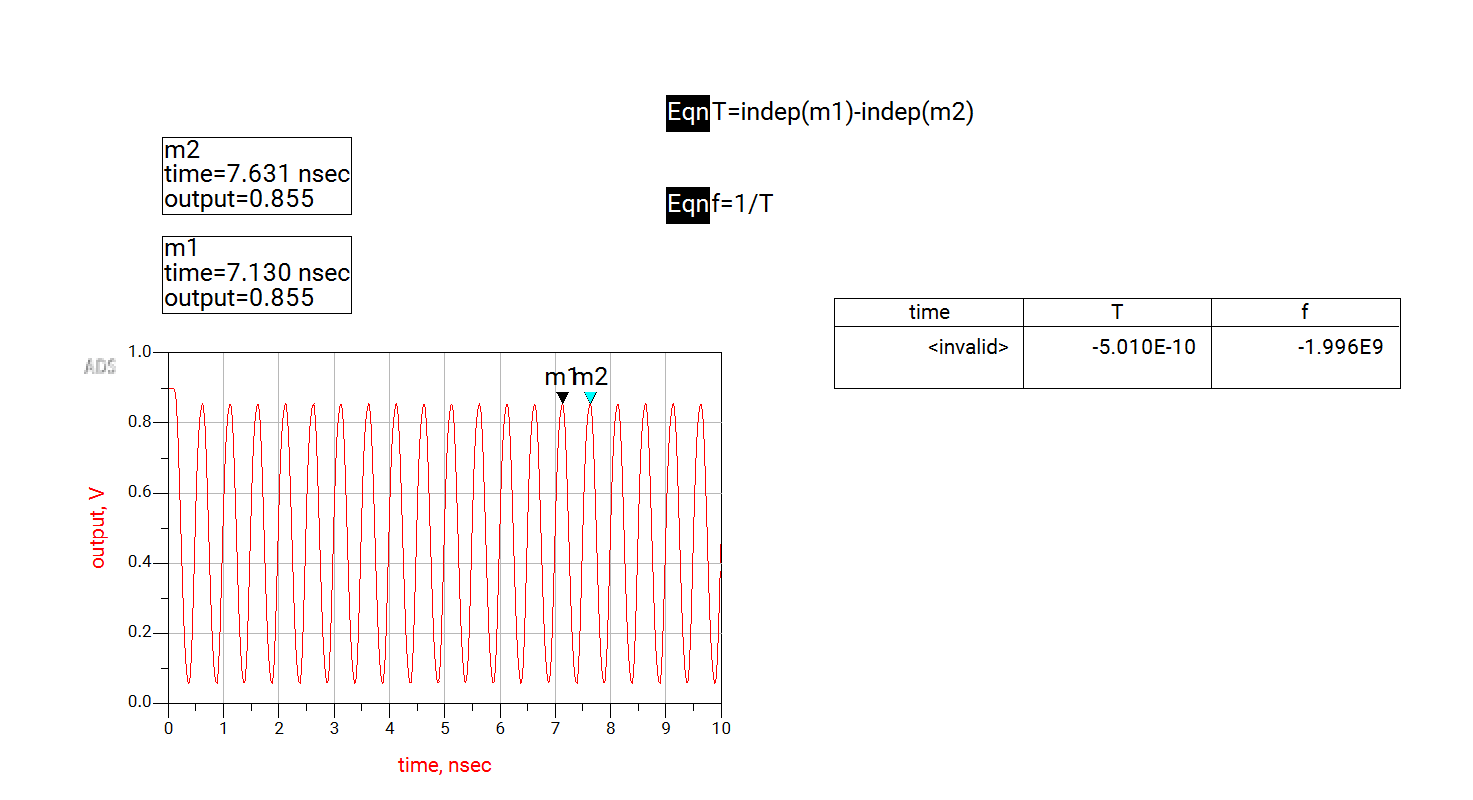 Eqn T=indep(m1)-indep(m2)
m2
time=7.631 nsec
output=0.855
Eqn f=1/T
m1
time=7.130 nsec
output=0.855
time T f
<invalid> -5.010E-10 -1.996E9
ADS
m1 m2
1.0
0.8
0.6
0.4
0.2
0.0
output, V
0 1 2 3 4 5 6 7 8 9 10
time, nsec